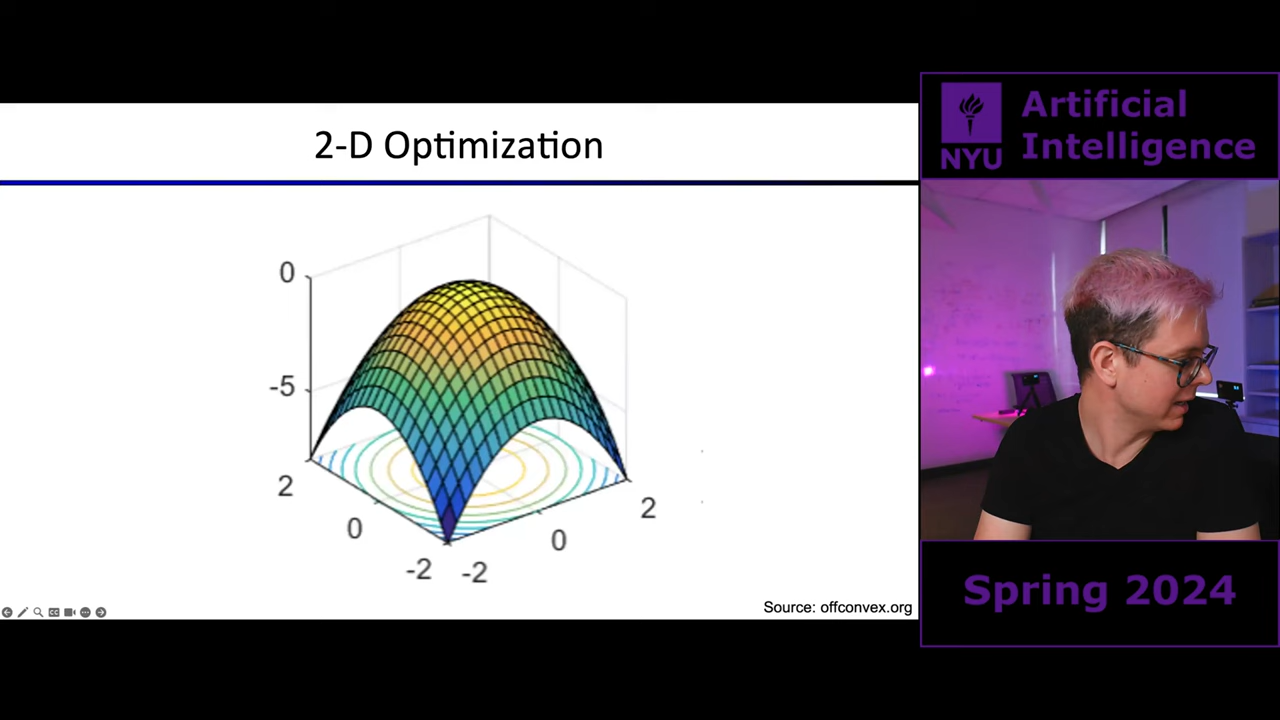 2-D Optimization
0
-5
2
0
-2
-2
0
2
Source: offconvex.org
NYU
Artificial
Intelligence
Spring 2024